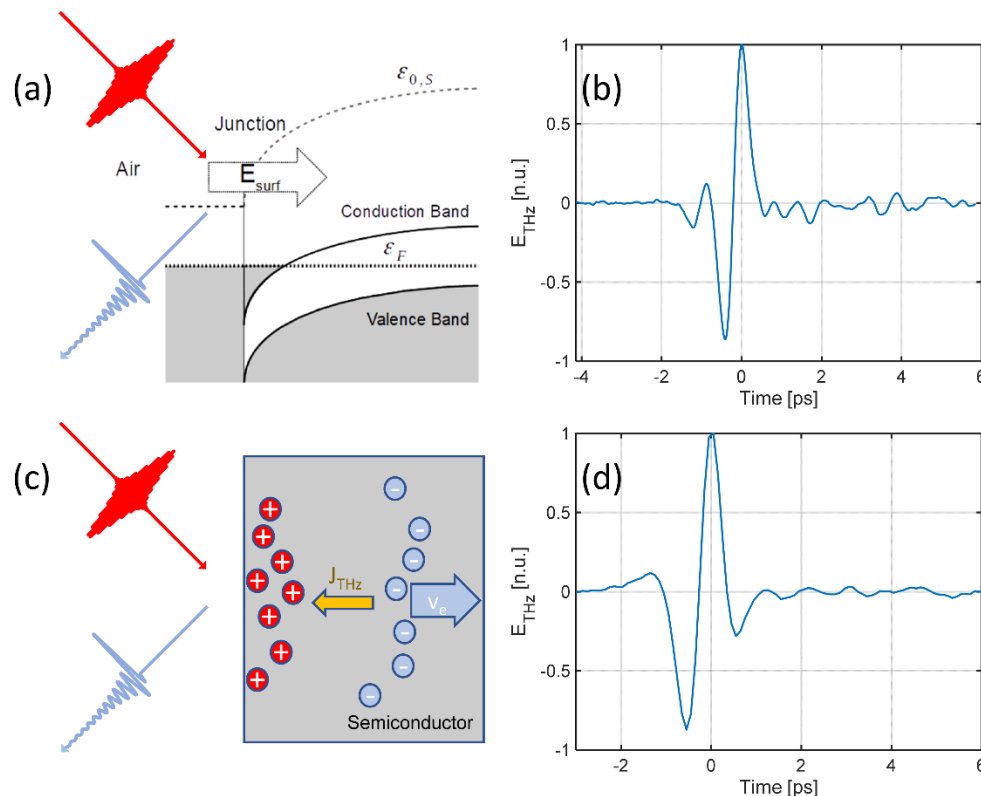 (a)
Air
Junction
ε0,S
Esurf
Conduction Band
εF
Valence Band
(b)
ETHz [n.u.]
1
0.5
0
-0.5
-1
-4
-2
0
2
4
6
Time [ps]
(c)
+
+
+
+
+
+
+
+
-
-
-
-
-
-
-
JTHz
ve
Semiconductor
(d)
ETHz [n.u.]
1
0.5
0
-0.5
-1
-2
0
2
4
6
Time [ps]